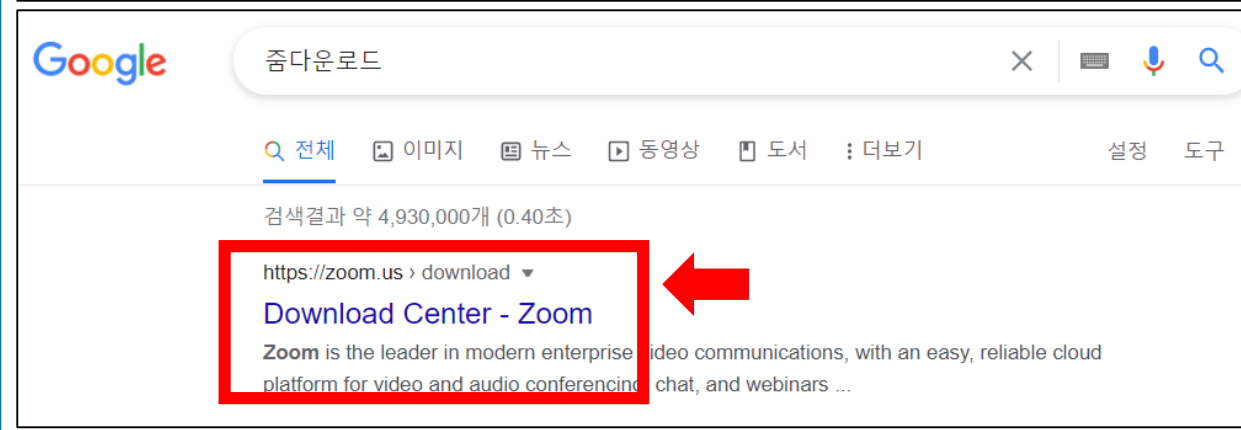 Google 줌다운로드
전체 이미지 뉴스 동영상 도서 더보기 설정 도구
검색결과 약 4,930,000개 (0.40초)
https://zoom.us › download
Download Center - Zoom
Zoom is the leader in modern enterprise video communications, with an easy, reliable cloud
platform for video and audio conferencing, chat, and webinars ...